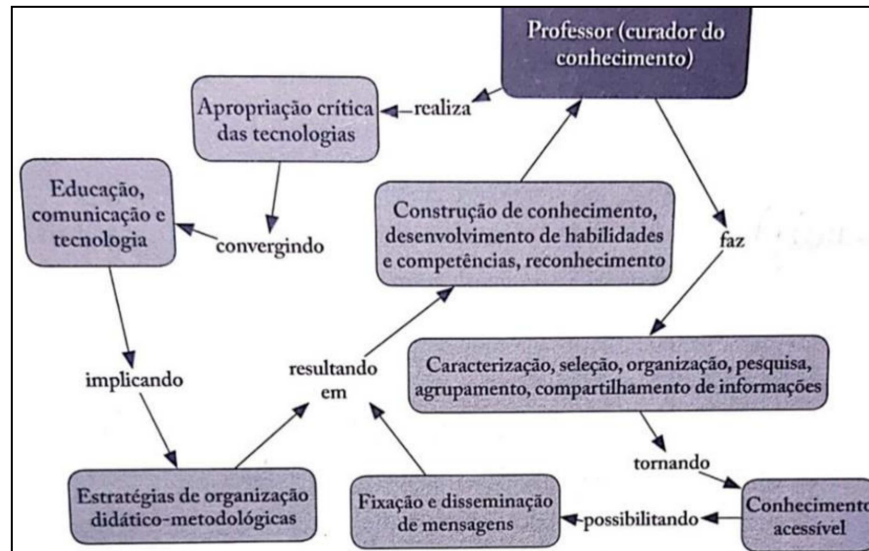 Professor (curador do
conhecimento)
realiza
Apropriação crítica
das tecnologias
convergindo
Educação,
comunicação e
tecnologia
implicando
Estratégias de organização
didático-metodológicas
faz
Caracterização, seleção, organização, pesquisa,
agrupamento, compartilhamento de informações
tornando
Conhecimento
acessível
possibilitando
Fixação e disseminação
de mensagens
resultando
em
Construção de conhecimento,
desenvolvimento de habilidades
e competências, reconhecimento